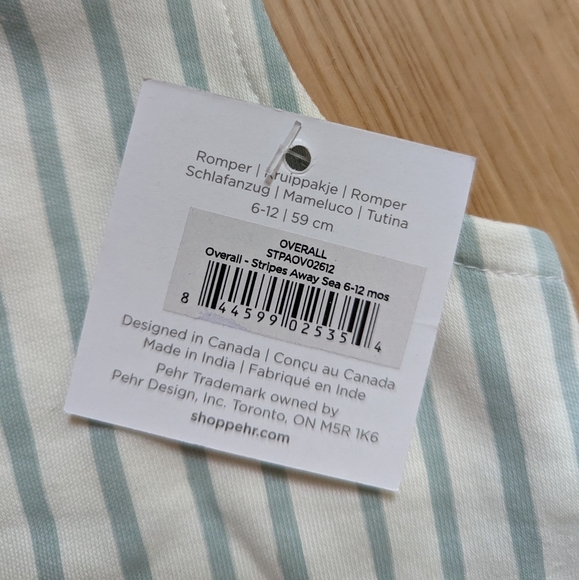 Romper | Kruippakje | Romper
Schlafanzug | Mameluco | Tutina
6-12 | 59 cm
OVERALL
STPAOV02612
Overall - Stripes Away Sea 6-12 mos
8 44599 02535 4
Designed in Canada | Conçu au Canada
Made in India | Fabriqué en Inde
Pehr Trademark owned by
Pehr Design, Inc. Toronto, ON M5R 1K6
shoppehr.com